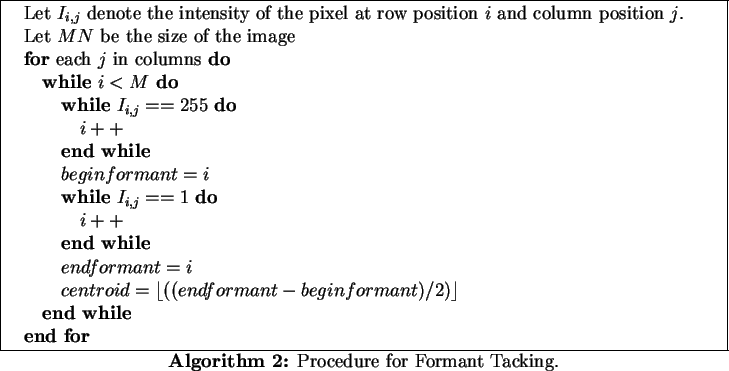 Let I_{i,j} denote the intensity of the pixel at row position i and column position j.
Let MN be the size of the image
for each j in columns do
while i < M do
while I_{i,j} == 255 do
i + +
end while
beginformant = i
while I_{i,j} == 1 do
i + +
end while
endformant = i
centroid = ⌊((endformant − beginformant)/2)⌋
end while
end for
Algorithm 2: Procedure for Formant Tacking.